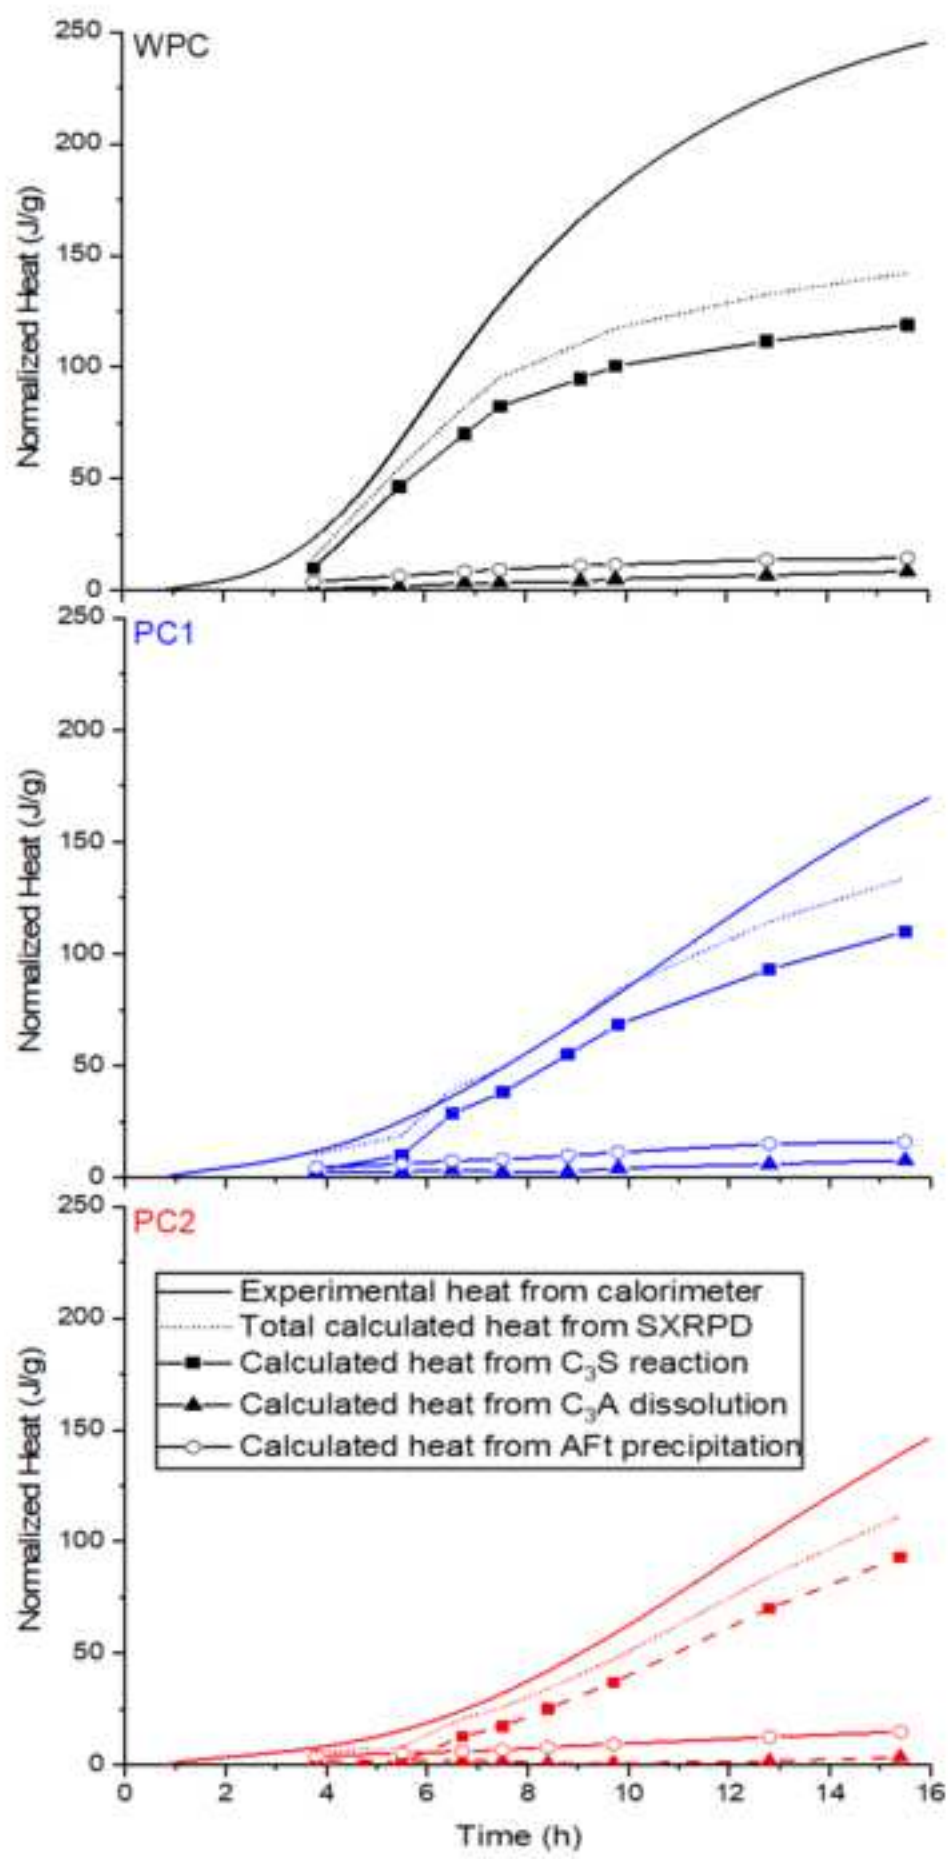 250
WPC
200
150
100
50
0
Normalized Heat (J/g)
250
PC1
200
150
100
50
0
Normalized Heat (J/g)
250
PC2
200
150
100
50
0
Normalized Heat (J/g)
Experimental heat from calorimeter
Total calculated heat from SXRPD
Calculated heat from C₃S reaction
Calculated heat from C₃A dissolution
Calculated heat from AFt precipitation
0 2 4 6 8 10 12 14 16
Time (h)